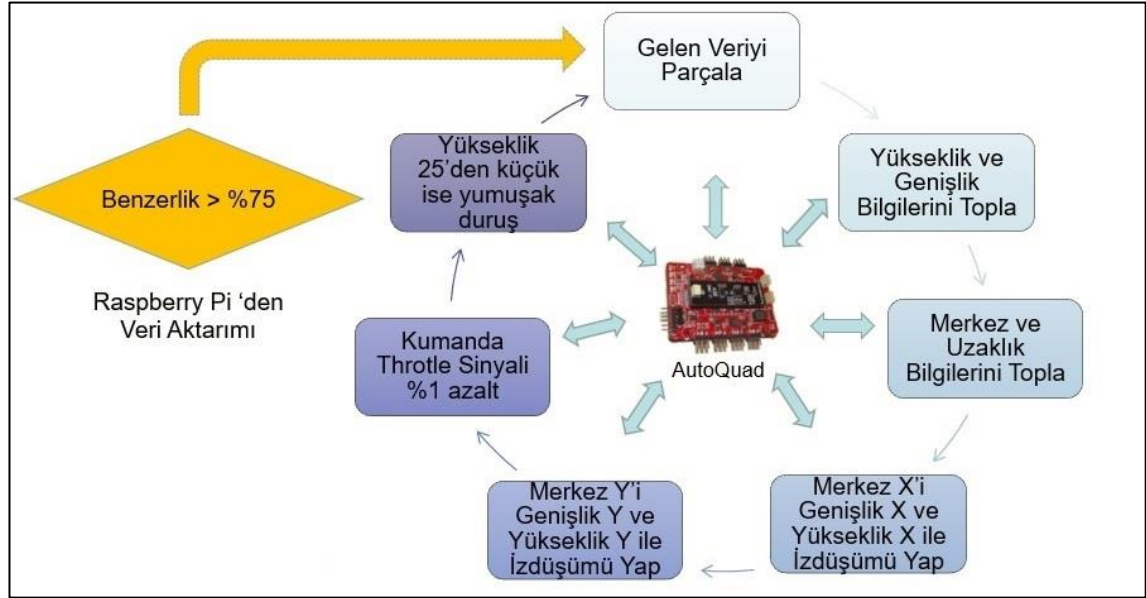 Gelen Veriyi
Parçala
Yükseklik ve
Genişlik
Bilgilerini Topla
Merkez ve
Uzaklık
Bilgilerini Topla
Merkez X’i
Genişlik X ve
Yükseklik X ile
İzdüşümü Yap
Merkez Y’i
Genişlik Y ve
Yükseklik Y ile
İzdüşümü Yap
Kumanda
Throtle Sinyali
%1 azalt
Yükseklik
25’den küçük
ise yumuşak
duruş
Benzerlik > %75
Raspberry Pi ‘den
Veri Aktarımı
AutoQuad